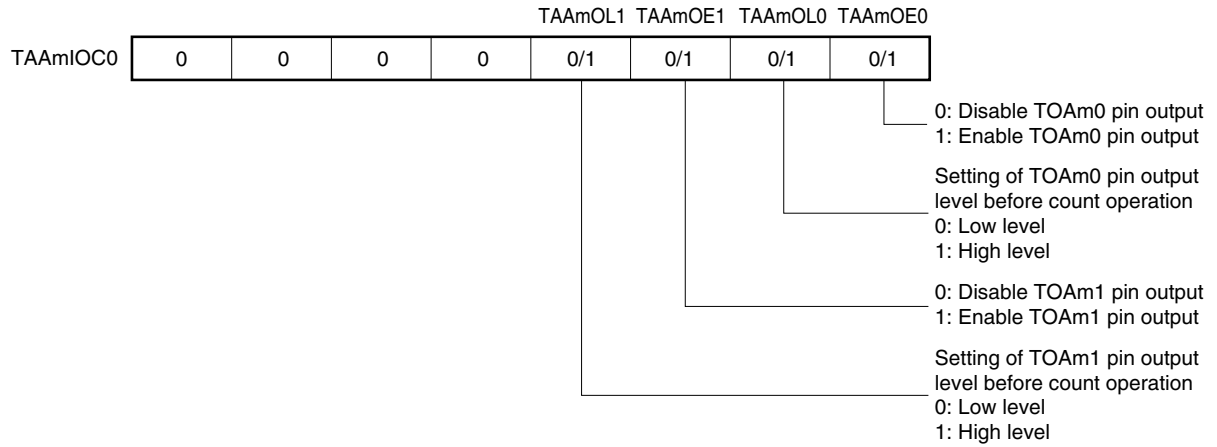 TAAmOL1 TAAmOE1 TAAmOL0 TAAmOE0
TAAmIOC0 0 0 0 0 0/1 0/1 0/1 0/1
0: Disable TOAm0 pin output
1: Enable TOAm0 pin output
Setting of TOAm0 pin output
level before count operation
0: Low level
1: High level
0: Disable TOAm1 pin output
1: Enable TOAm1 pin output
Setting of TOAm1 pin output
level before count operation
0: Low level
1: High level